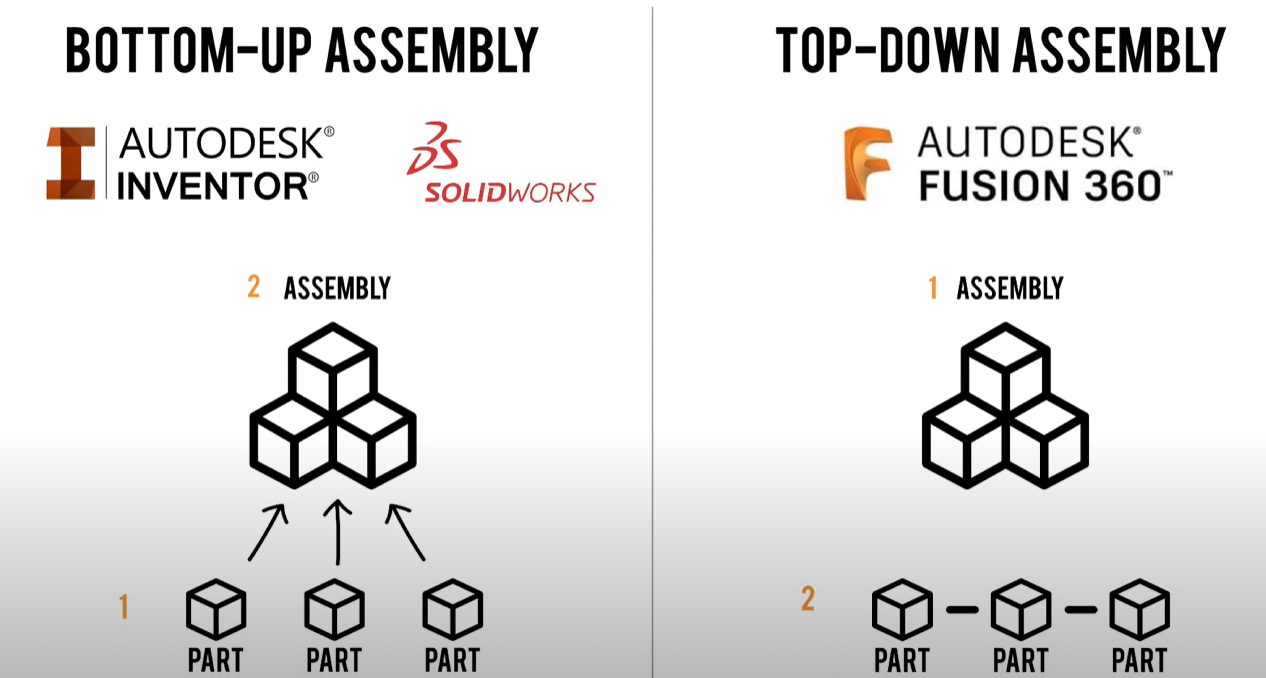 BOTTOM-UP ASSEMBLY
AUTODESK®
INVENTOR®
3DS
SOLIDWORKS
2 ASSEMBLY
1
PART PART PART
TOP-DOWN ASSEMBLY
AUTODESK®
FUSION 360™
1 ASSEMBLY
2
PART PART PART